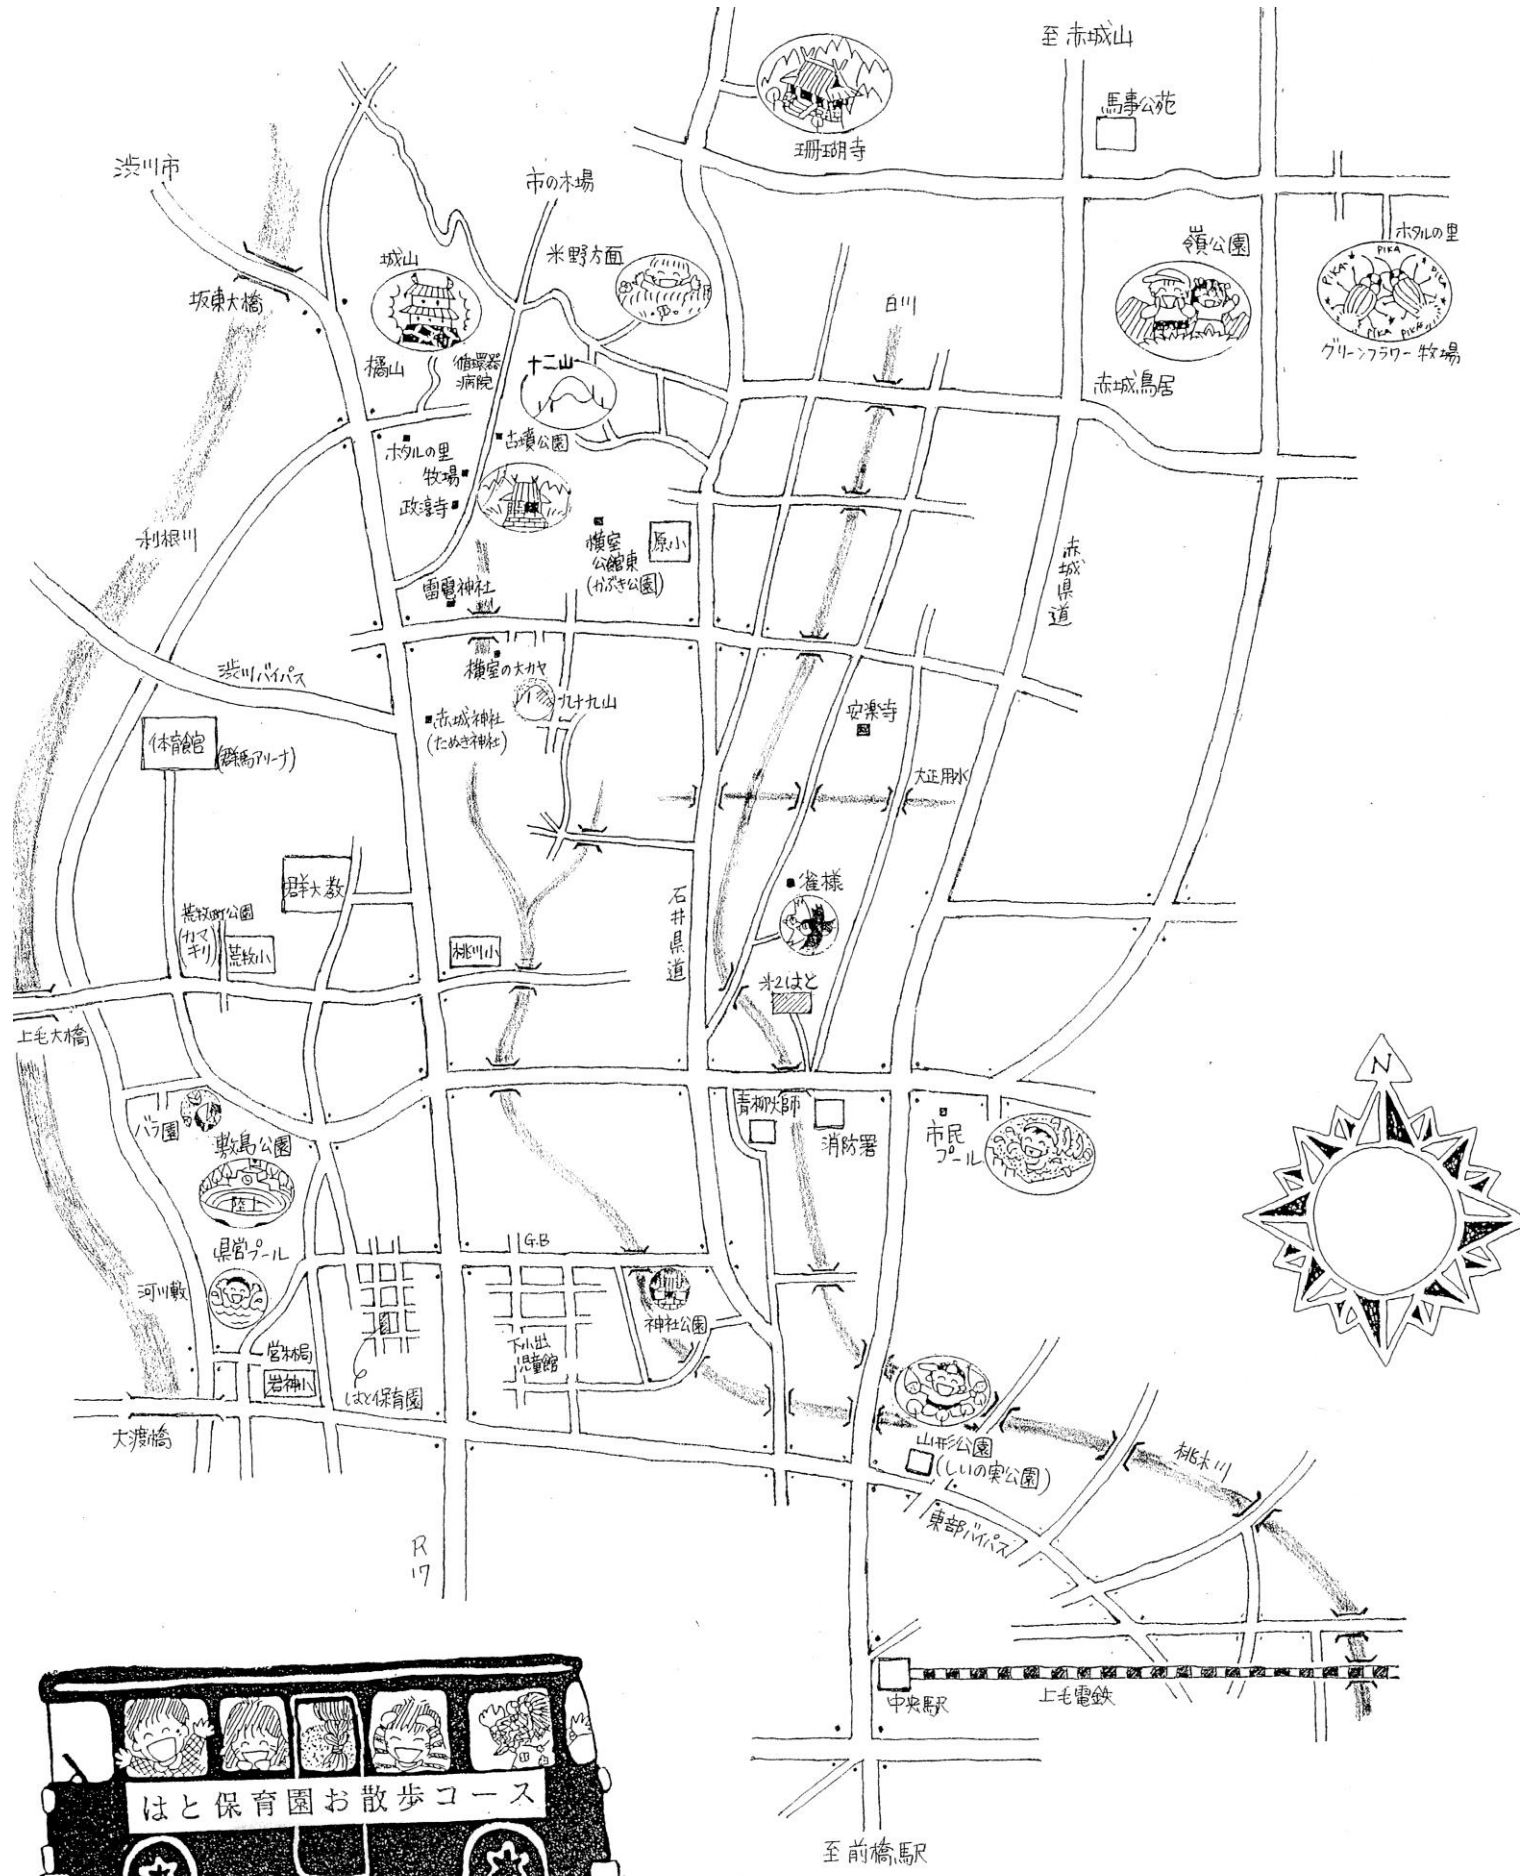 至 赤城山
馬事公苑
珊瑚寺
渋川市
市の木場
ホタルの里
PIKA
PIKA
PIKA
PIKA
PIKA
グリーンフラワー牧場
嶺公園
赤城鳥居
城山
米野方面
坂東大橋
白川
橘山
循環器
病院
十二山
古墳公園
ホタルの里
牧場
政淳寺
利根川
横室
公館東
(かぶき公園)
原小
赤城県道
雷電神社
渋川バイパス
横室の大カヤ
九十九山
赤城神社
(たぬき神社)
安楽寺
体育館
(群馬アリーナ)
大正用水
群大教
雀様
石井県道
荒牧町公園
(カマ
キリ)
荒牧小
桃川小
第2はと
上毛大橋
N
バラ園
敷島公園
陸上
青柳大師
消防署
市民
プール
県営プール
G.B
河川敷
神社公園
営林局
岩神小
下小出
児童館
はと保育園
大渡橋
山形公園
(しいの実公園)
桃木川
東部バイパス
R
17
中央駅
上毛電鉄
はと保育園お散歩コース
至 前橋駅